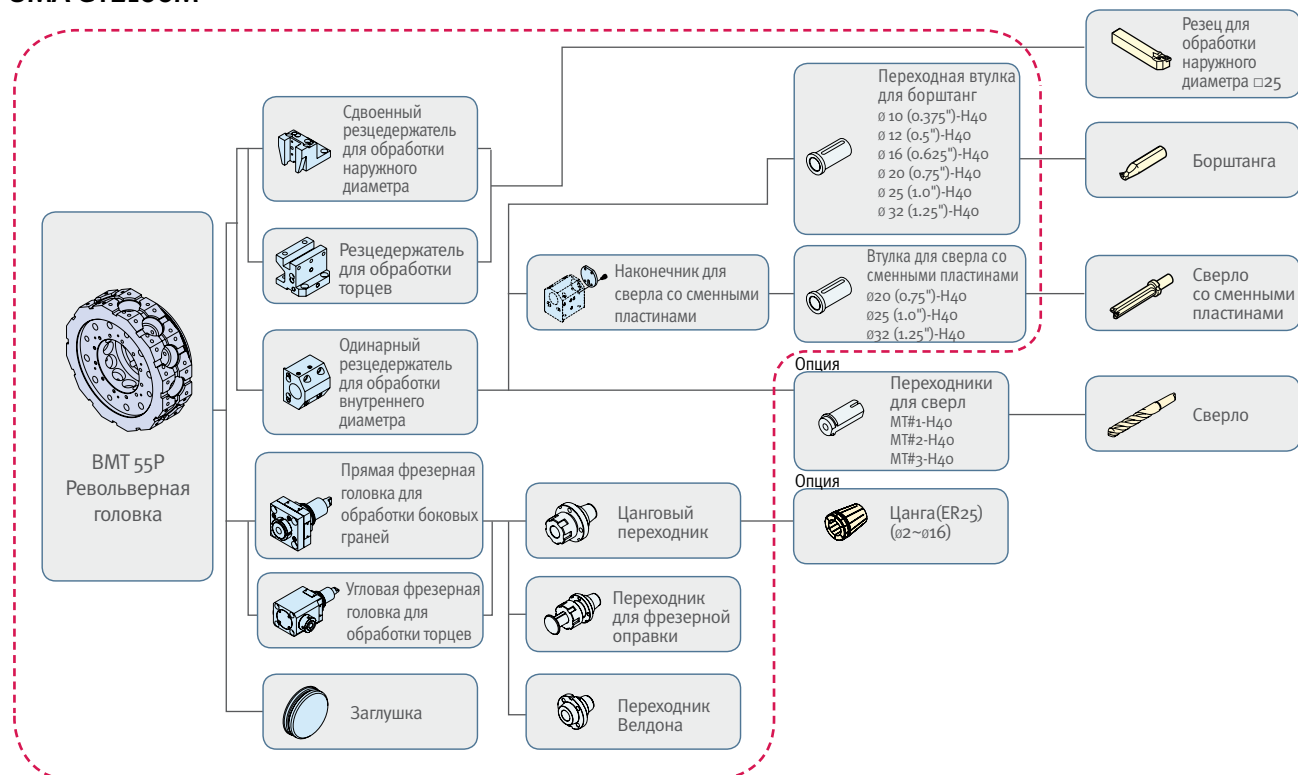 Резец для
обработки
наружного
диаметра □25
Сдвоенный
резцедержатель
для обработки
наружного
диаметра
Переходная втулка
для борштанг
ø 10 (0.375")-H40
ø 12 (0.5")-H40
ø 16 (0.625")-H40
ø 20 (0.75")-H40
ø 25 (1.0")-H40
ø 32 (1.25")-H40
Борштанга
Резцедержатель
для обработки
торцев
Наконечник для
сверла со сменными
пластинами
Втулка для сверла со
сменными пластинами
ø20 (0.75")-H40
ø25 (1.0")-H40
ø32 (1.25")-H40
Сверло
со сменными
пластинами
Одинарный
резцедержатель
для обработки
внутреннего
диаметра
Опция
Переходники
для сверл
MT#1-H40
MT#2-H40
MT#3-H40
Сверло
BMT 55P
Револьверная
головка
Прямая фрезерная
головка для
обработки боковых
граней
Цанговый
переходник
Опция
Цанга(ER25)
(ø2~ø16)
Угловая фрезерная
головка для
обработки торцев
Переходник
для фрезерной
оправки
Заглушка
Переходник
Велдона